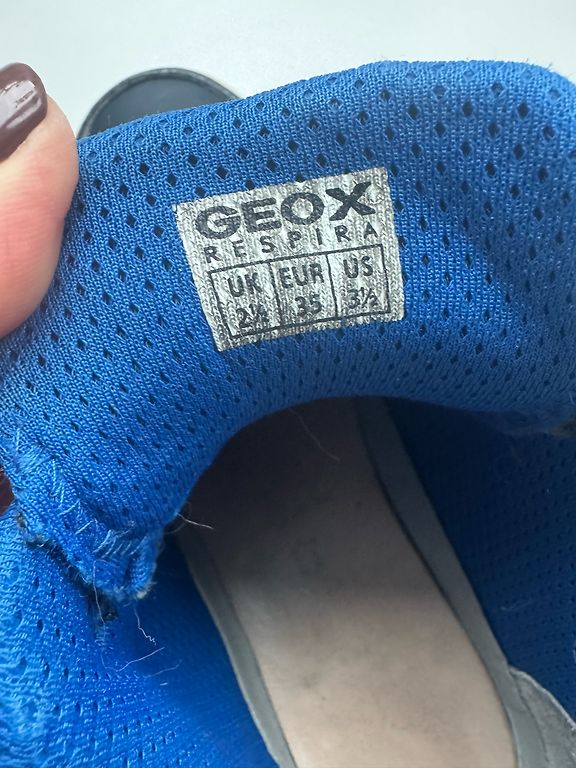 GEOX
RESPIRA
UK EUR US
2½ 35 3½